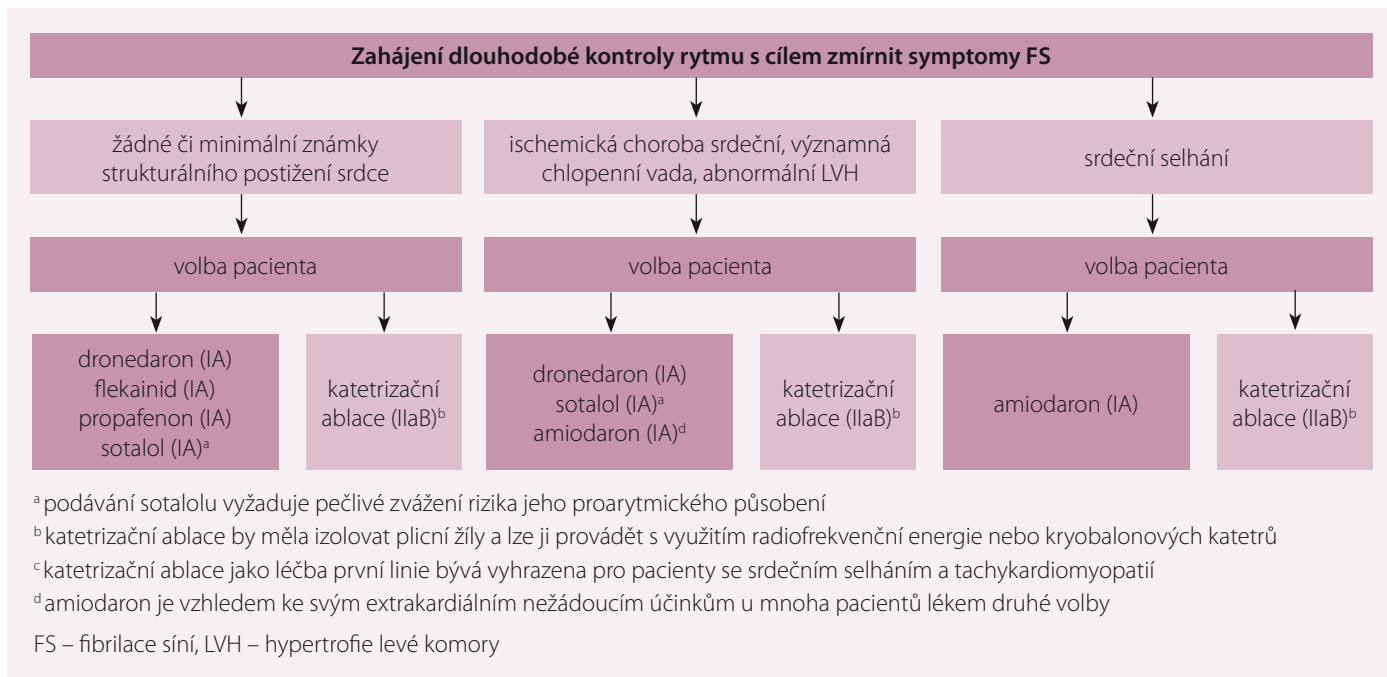 Zahájení dlouhodobé kontroly rytmu s cílem zmírnit symptomy FS
žádné či minimální známky
strukturálního postižení srdce
ischemická choroba srdeční, významná
chlopenní vada, abnormální LVH
srdeční selhání
volba pacienta
volba pacienta
volba pacienta
dronedaron (IA)
flekainid (IA)
propafenon (IA)
sotalol (IA)ᵃ
katetrizační
ablace (IIaB)ᵇ
dronedaron (IA)
sotalol (IA)ᵃ
amiodaron (IA)ᵈ
katetrizační
ablace (IIaB)ᵇ
amiodaron (IA)
katetrizační
ablace (IIaB)ᵇ
ᵃ podávání sotalolu vyžaduje pečlivé zvážení rizika jeho proarytmického působení
ᵇ katetrizační ablace by měla izolovat plicní žíly a lze ji provádět s využitím radiofrekvenční energie nebo kryobalonových katetrů
ᶜ katetrizační ablace jako léčba první linie bývá vyhrazena pro pacienty se srdečním selháním a tachykardiomyopatií
ᵈ amiodaron je vzhledem ke svým extrakardiálním nežádoucím účinkům u mnoha pacientů lékem druhé volby
FS – fibrilace síní, LVH – hypertrofie levé komory